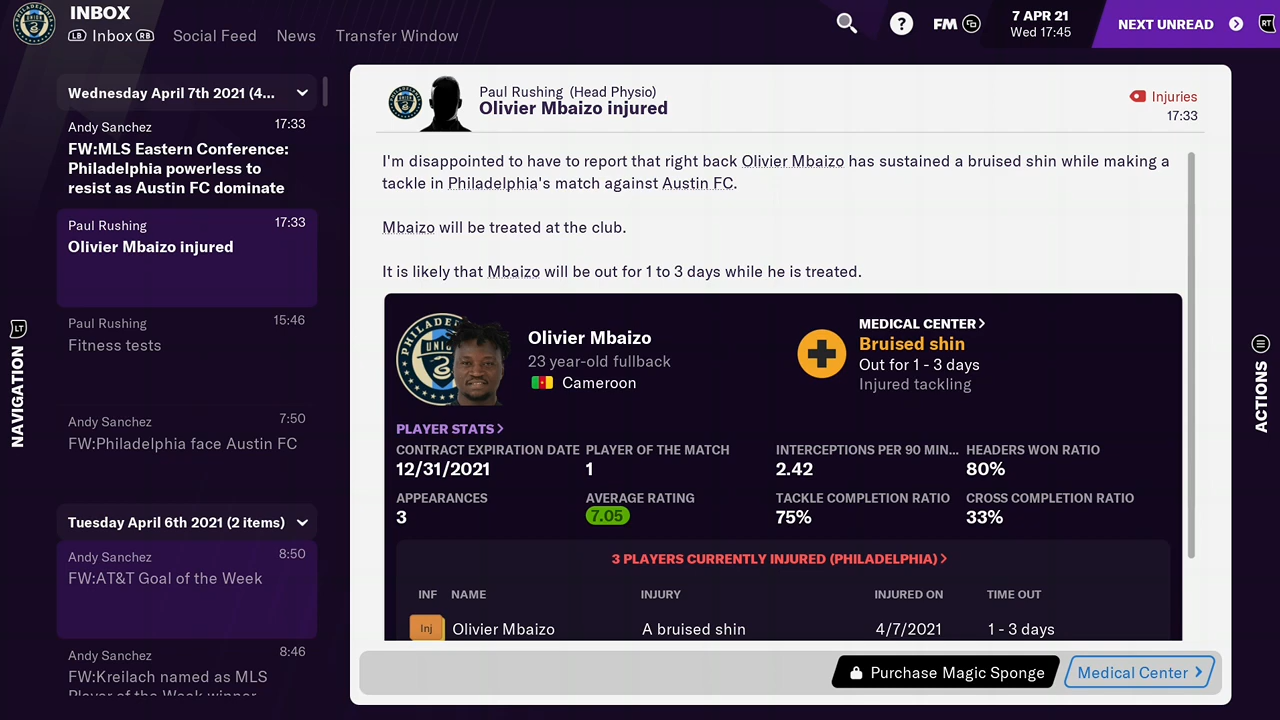 INBOX
LB Inbox RB Social Feed News Transfer Window
FM
7 APR 21
Wed 17:45
NEXT UNREAD
RT
LT
NAVIGATION
ACTIONS
Wednesday April 7th 2021 (4...
Andy Sanchez 17:33
FW:MLS Eastern Conference:
Philadelphia powerless to
resist as Austin FC dominate
Paul Rushing 17:33
Olivier Mbaizo injured
Paul Rushing 15:46
Fitness tests
Andy Sanchez 7:50
FW:Philadelphia face Austin FC
Tuesday April 6th 2021 (2 items)
Andy Sanchez 8:50
FW:AT&T Goal of the Week
Andy Sanchez 8:46
FW:Kreilach named as MLS
Player of the Week winner
Paul Rushing (Head Physio)
Olivier Mbaizo injured
Injuries
17:33
I'm disappointed to have to report that right back Olivier Mbaizo has sustained a bruised shin while making a
tackle in Philadelphia's match against Austin FC.
Mbaizo will be treated at the club.
It is likely that Mbaizo will be out for 1 to 3 days while he is treated.
Olivier Mbaizo
23 year-old fullback
Cameroon
MEDICAL CENTER
Bruised shin
Out for 1 - 3 days
Injured tackling
PLAYER STATS
CONTRACT EXPIRATION DATE PLAYER OF THE MATCH INTERCEPTIONS PER 90 MIN... HEADERS WON RATIO
12/31/2021 1 2.42 80%
APPEARANCES AVERAGE RATING TACKLE COMPLETION RATIO CROSS COMPLETION RATIO
3 7.05 75% 33%
3 PLAYERS CURRENTLY INJURED (PHILADELPHIA)
INF NAME INJURY INJURED ON TIME OUT
Inj Olivier Mbaizo A bruised shin 4/7/2021 1 - 3 days
Purchase Magic Sponge Medical Center